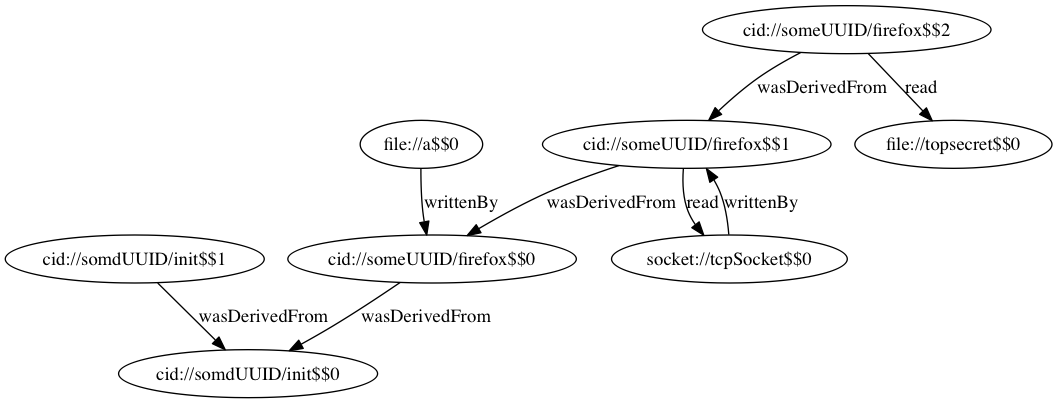 cid://someUUID/firefox$$2
wasDerivedFrom
read
file://a$$0
cid://someUUID/firefox$$1
file://topsecret$$0
writtenBy
wasDerivedFrom
read
writtenBy
cid://somdUUID/init$$1
cid://someUUID/firefox$$0
socket://tcpSocket$$0
wasDerivedFrom
wasDerivedFrom
cid://somdUUID/init$$0